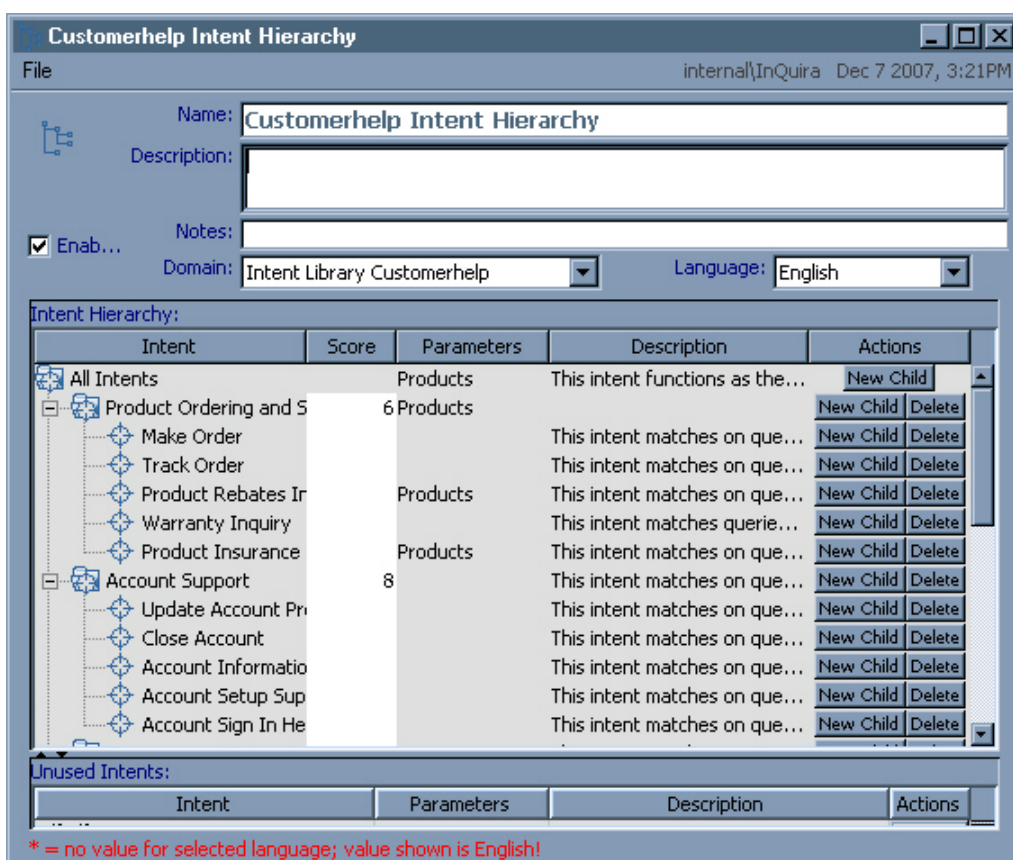 Customerhelp Intent Hierarchy
File internal\InQuira Dec 7 2007, 3:21PM
Name: Customerhelp Intent Hierarchy
Description:
Notes:
Enab...
Domain: Intent Library Customerhelp Language: English
Intent Hierarchy:
Intent Score Parameters Description Actions
All Intents Products This intent functions as the... New Child
Product Ordering and S 6 Products New Child Delete
Make Order This intent matches on que... New Child Delete
Track Order This intent matches on que... New Child Delete
Product Rebates Ir Products This intent matches on que... New Child Delete
Warranty Inquiry This intent matches querie... New Child Delete
Product Insurance Products This intent matches on que... New Child Delete
Account Support 8 This intent matches on que... New Child Delete
Update Account Pr This intent matches on que... New Child Delete
Close Account This intent matches on que... New Child Delete
Account Informatio This intent matches on que... New Child Delete
Account Setup Sup This intent matches on que... New Child Delete
Account Sign In He This intent matches on que... New Child Delete
Unused Intents:
Intent Parameters Description Actions
* = no value for selected language; value shown is English!